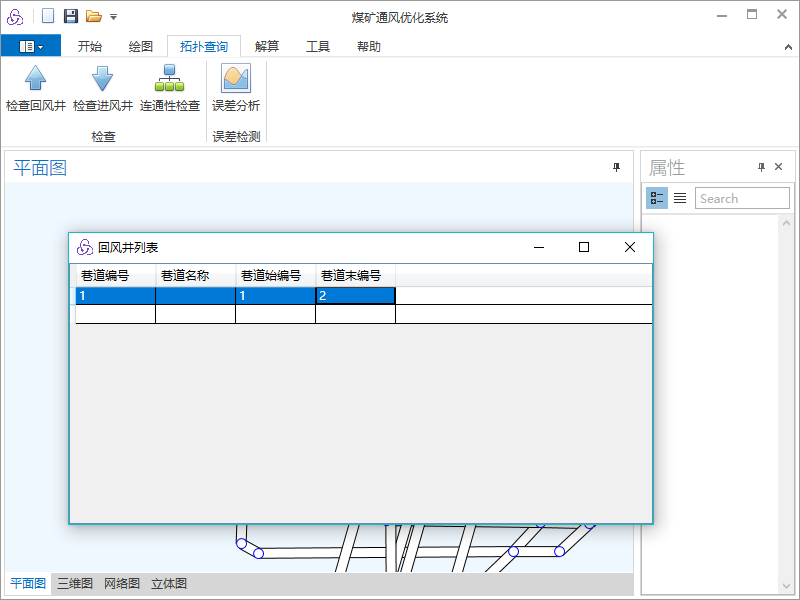 煤矿通风优化系统
开始 绘图 拓扑查询 解算 工具 帮助
检查回风井 检查进风井 连通性检查 误差分析
检查 误差检测
平面图
属性
Search
回风井列表
巷道编号 巷道名称 巷道始编号 巷道末编号
1 1 2
平面图 三维图 网络图 立体图